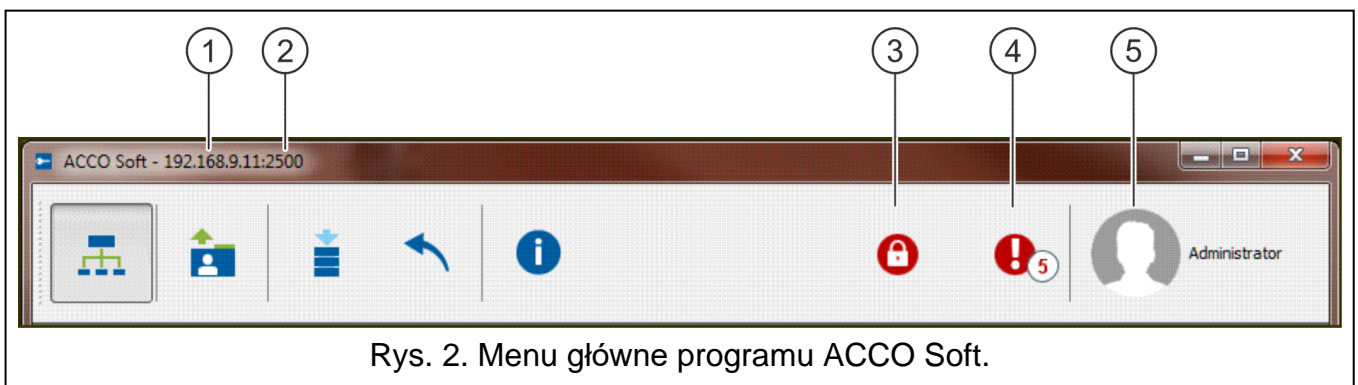 1 2 3 4 5
ACCO Soft - 192.168.9.11:2500
5
Administrator
Rys. 2. Menu główne programu ACCO Soft.